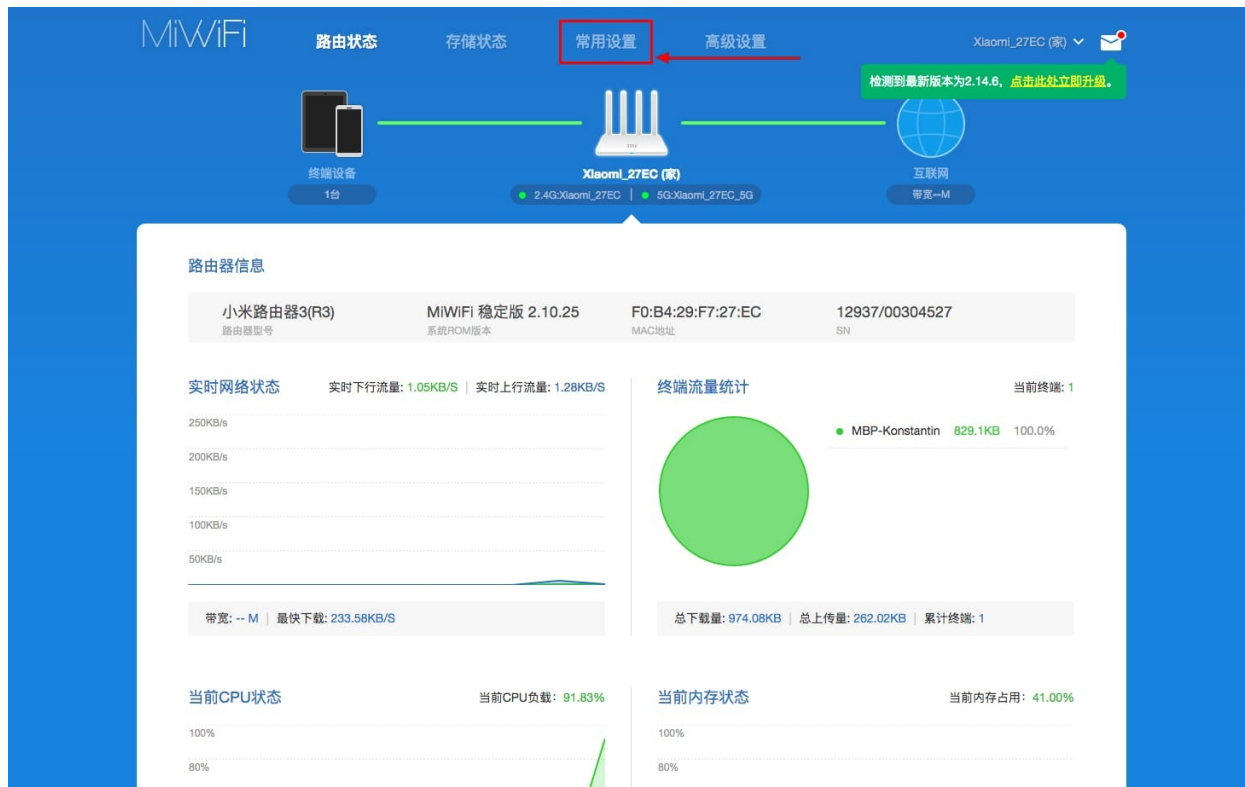 MiWiFi
路由状态 存储状态 常用设置 高级设置 Xiaomi_27EC (家)
检测到最新版本为2.14.6，点击此处立即升级。
终端设备 Xiaomi_27EC (家) 互联网
1台 2.4G:Xiaomi_27EC | 5G:Xiaomi_27EC_5G 带宽--M
路由器信息
小米路由器3(R3) MiWiFi 稳定版 2.10.25 F0:B4:29:F7:27:EC 12937/00304527
路由器型号 系统ROM版本 MAC地址 SN
实时网络状态 实时下行流量: 1.05KB/S | 实时上行流量: 1.28KB/S
250KB/s
200KB/s
150KB/s
100KB/s
50KB/s
带宽: -- M | 最快下载: 233.58KB/S
终端流量统计 当前终端: 1
MBP-Konstantin 829.1KB 100.0%
总下载量: 974.08KB | 总上传量: 262.02KB | 累计终端: 1
当前CPU状态 当前CPU负载： 91.83%
100%
80%
当前内存状态 当前内存占用： 41.00%
100%
80%